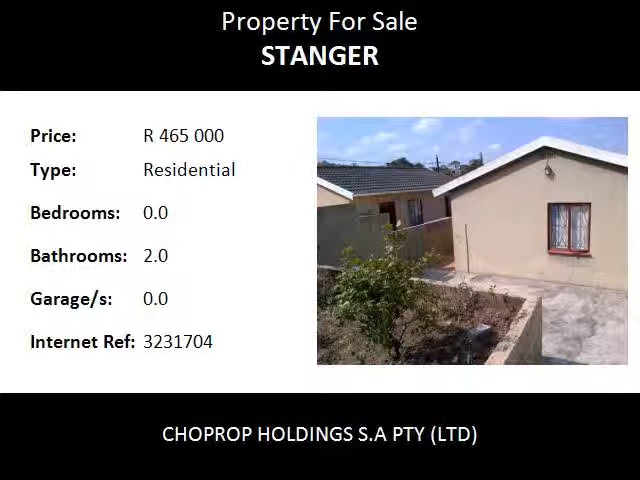 Property For Sale
STANGER
Price: R 465 000
Type: Residential
Bedrooms: 0.0
Bathrooms: 2.0
Garage/s: 0.0
Internet Ref: 3231704
CHOPROP HOLDINGS S.A PTY (LTD)